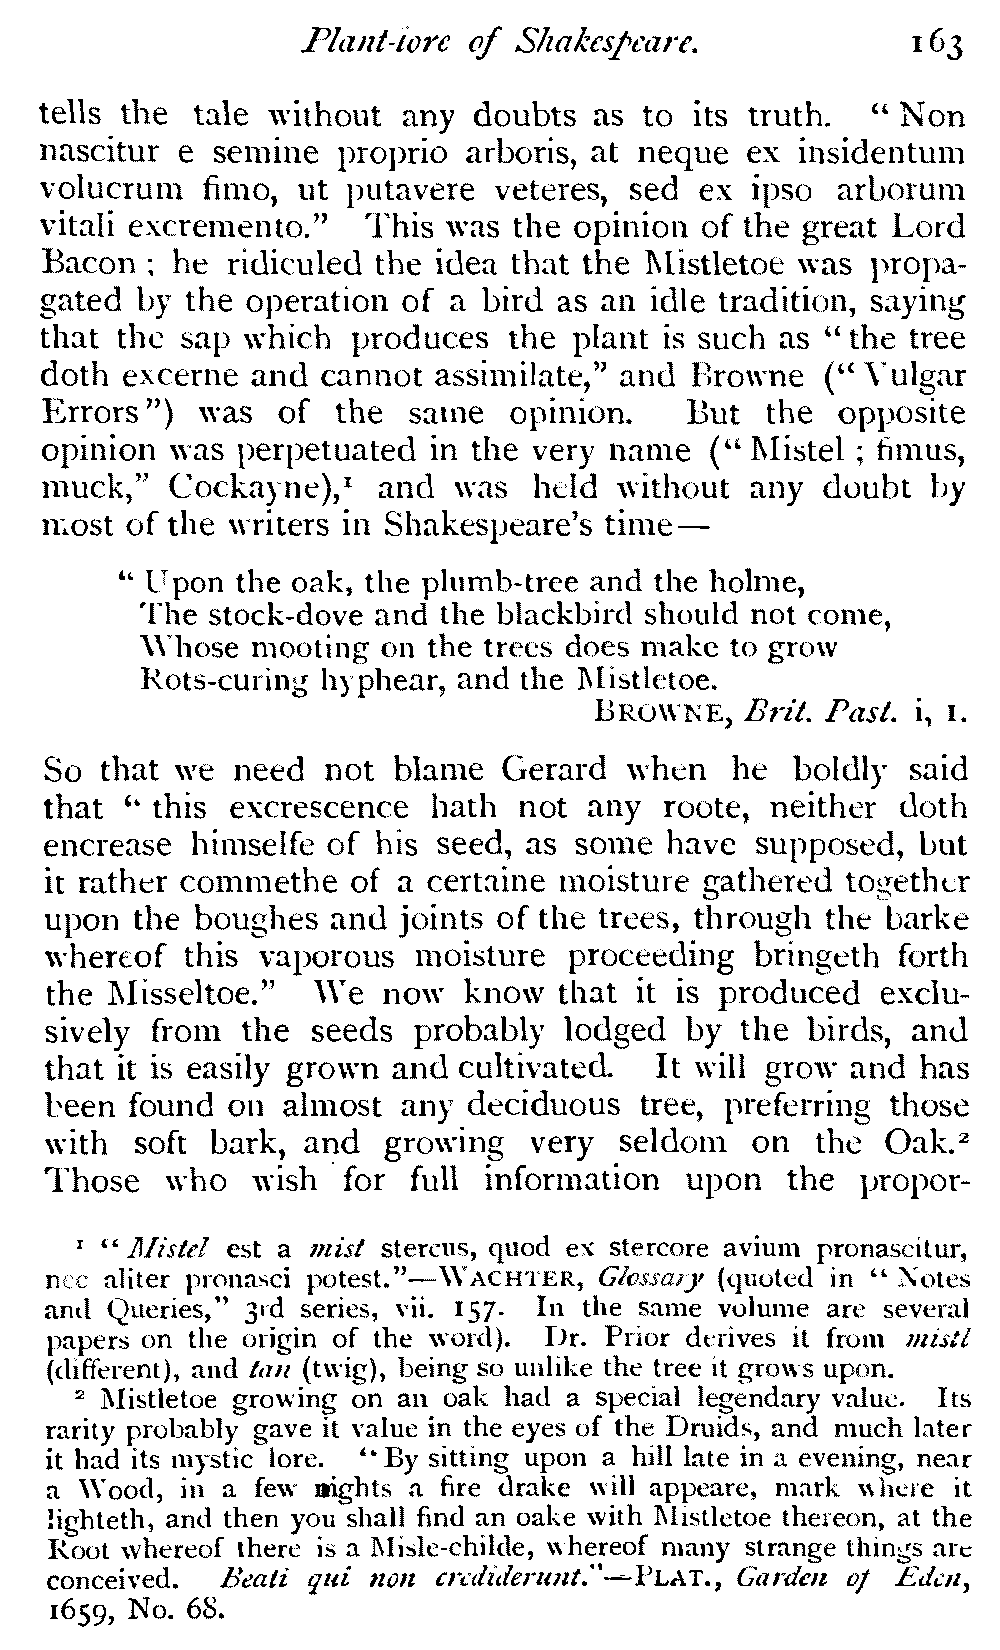 Plant-lore of Shakespeare. 163
tells the tale without any doubts as to its truth. “ Non
nascitur e semine proprio arboris, at neque ex insidentum
volucrum fimo, ut putavere veteres, sed ex ipso arborum
vitali excremento.” This was the opinion of the great Lord
Bacon ; he ridiculed the idea that the Mistletoe was propa-
gated by the operation of a bird as an idle tradition, saying
that the sap which produces the plant is such as “ the tree
doth excerne and cannot assimilate,” and Browne (“ Vulgar
Errors ”) was of the same opinion. But the opposite
opinion was perpetuated in the very name (“ Mistel ; fimus,
muck,” Cockayne),¹ and was held without any doubt by
most of the writers in Shakespeare’s time—
“ Upon the oak, the plumb-tree and the holme,
The stock-dove and the blackbird should not come,
Whose mooting on the trees does make to grow
Rots-curing hyphear, and the Mistletoe.
BROWNE, Brit. Past. i, 1.
So that we need not blame Gerard when he boldly said
that “ this excrescence hath not any roote, neither doth
encrease himselfe of his seed, as some have supposed, but
it rather commethe of a certaine moisture gathered together
upon the boughes and joints of the trees, through the barke
whereof this vaporous moisture proceeding bringeth forth
the Misseltoe.” We now know that it is produced exclu-
sively from the seeds probably lodged by the birds, and
that it is easily grown and cultivated. It will grow and has
been found on almost any deciduous tree, preferring those
with soft bark, and growing very seldom on the Oak.²
Those who wish for full information upon the propor-
¹ “ Mistel est a mist stercus, quod ex stercore avium pronascitur,
nec aliter pronasci potest.”—WACHTER, Glossary (quoted in “ Notes
and Queries,” 3rd series, vii. 157. In the same volume are several
papers on the origin of the word). Dr. Prior derives it from mistl
(different), and tan (twig), being so unlike the tree it grows upon.
² Mistletoe growing on an oak had a special legendary value. Its
rarity probably gave it value in the eyes of the Druids, and much later
it had its mystic lore. “ By sitting upon a hill late in a evening, near
a Wood, in a few nights a fire drake will appeare, mark where it
lighteth, and then you shall find an oake with Mistletoe thereon, at the
Root whereof there is a Misle-childe, whereof many strange things are
conceived. Beati qui non crediderunt.”—PLAT., Garden of Eden,
1659, No. 68.